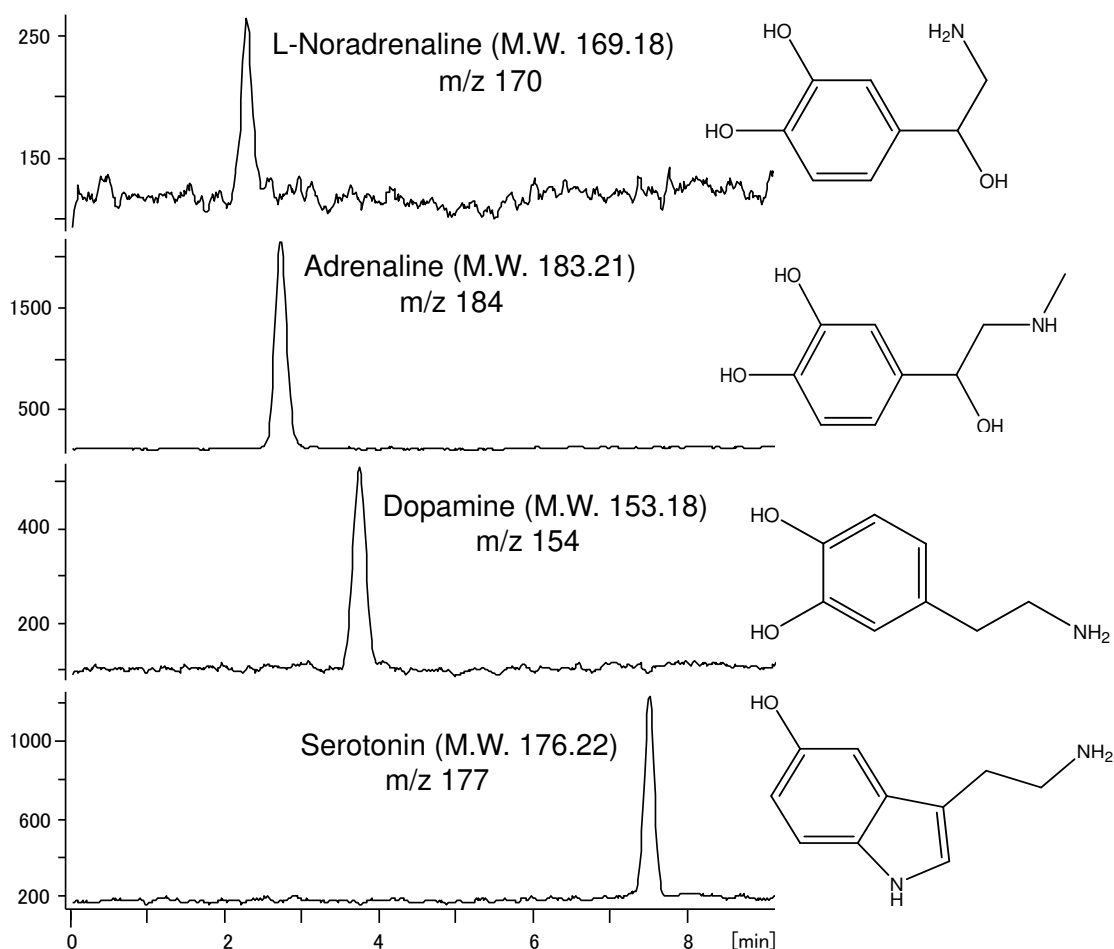 250
150
L-Noradrenaline (M.W. 169.18)
m/z 170
HO
HO
H₂N
OH
1500
500
Adrenaline (M.W. 183.21)
m/z 184
HO
HO
NH
OH
400
200
Dopamine (M.W. 153.18)
m/z 154
HO
HO
NH₂
1000
600
200
Serotonin (M.W. 176.22)
m/z 177
HO
NH₂
N
H
0 2 4 6 8 [min]